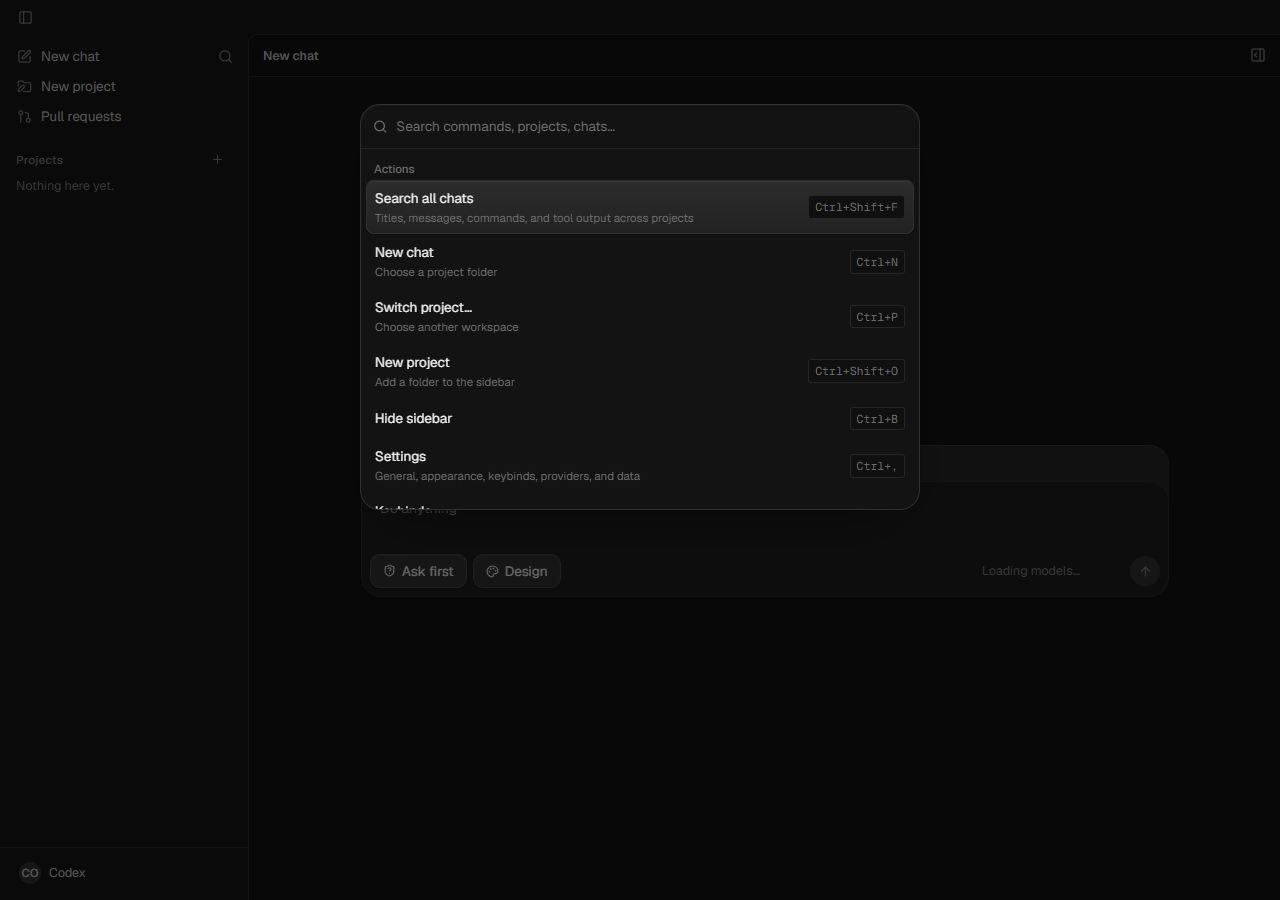 New chat
New project
Pull requests
Projects
Nothing here yet.
New chat
Search commands, projects, chats...
Actions
Search all chats
Titles, messages, commands, and tool output across projects
Ctrl+Shift+F
New chat
Choose a project folder
Ctrl+N
Switch project...
Choose another workspace
Ctrl+P
New project
Add a folder to the sidebar
Ctrl+Shift+O
Hide sidebar
Ctrl+B
Settings
General, appearance, keybinds, providers, and data
Ctrl+,
Ask first
Design
Loading models...
CO
Codex